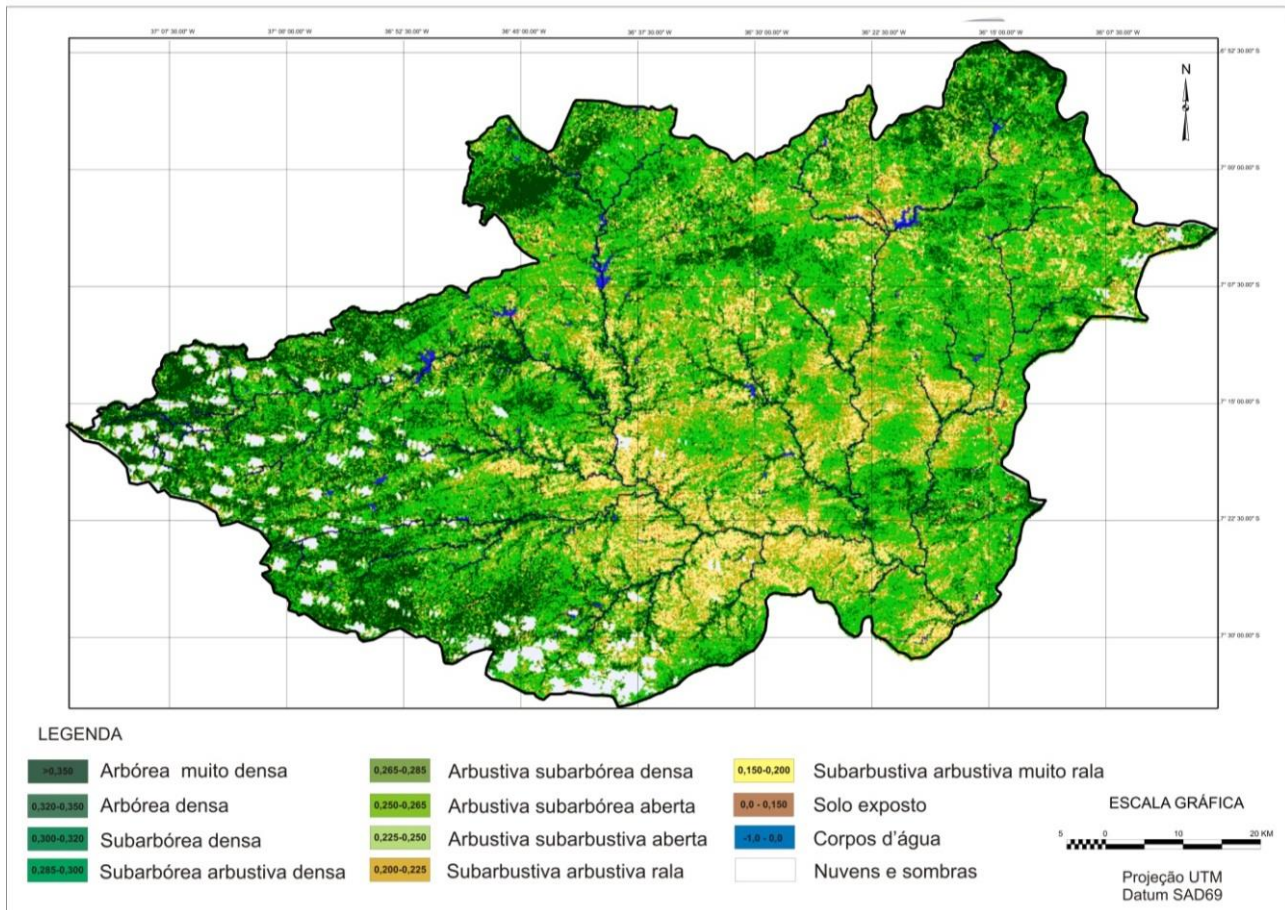 37° 07' 30.00" W 37° 00' 00.00" W 36° 52' 30.00" W 36° 45' 00.00" W 36° 37' 30.00" W 36° 30' 00.00" W 36° 22' 30.00" W 36° 15' 00.00" W 36° 07' 30.00" W
6° 52' 30.00" S
N
7° 00' 00.00" S
7° 07' 30.00" S
7° 15' 00.00" S
7° 22' 30.00" S
7° 30' 00.00" S
LEGENDA
>0,350 Arbórea muito densa
0,320-0,350 Arbórea densa
0,300-0,320 Subarbórea densa
0,285-0,300 Subarbórea arbustiva densa
0,265-0,285 Arbustiva subarbórea densa
0,250-0,265 Arbustiva subarbórea aberta
0,225-0,250 Arbustiva subarbustiva aberta
0,200-0,225 Subarbustiva arbustiva rala
0,150-0,200 Subarbustiva arbustiva muito rala
0,0 - 0,150 Solo exposto
-1,0 - 0,0 Corpos d'água
Nuvens e sombras
ESCALA GRÁFICA
5 0 10 20 KM
Projeção UTM
Datum SAD69